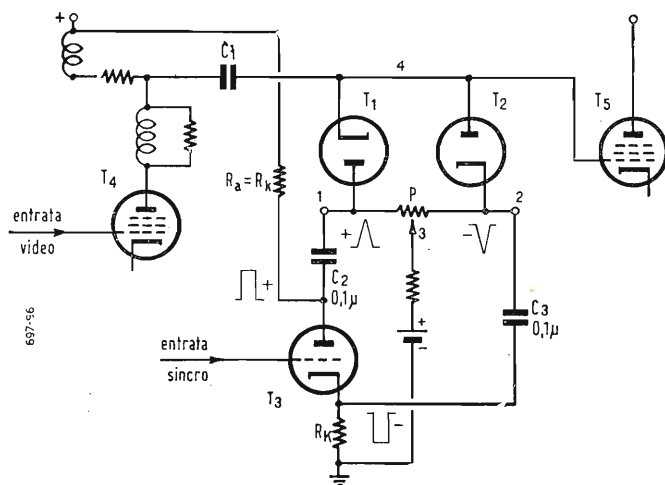 +
C1
4
T1
T2
T5
T4
Ra = Rk
1
P
2
+
3
−
entrata
video
C2
0,1µ
+
+
−
C3
0,1µ
entrata
sincro
T3
RK
−
697-96